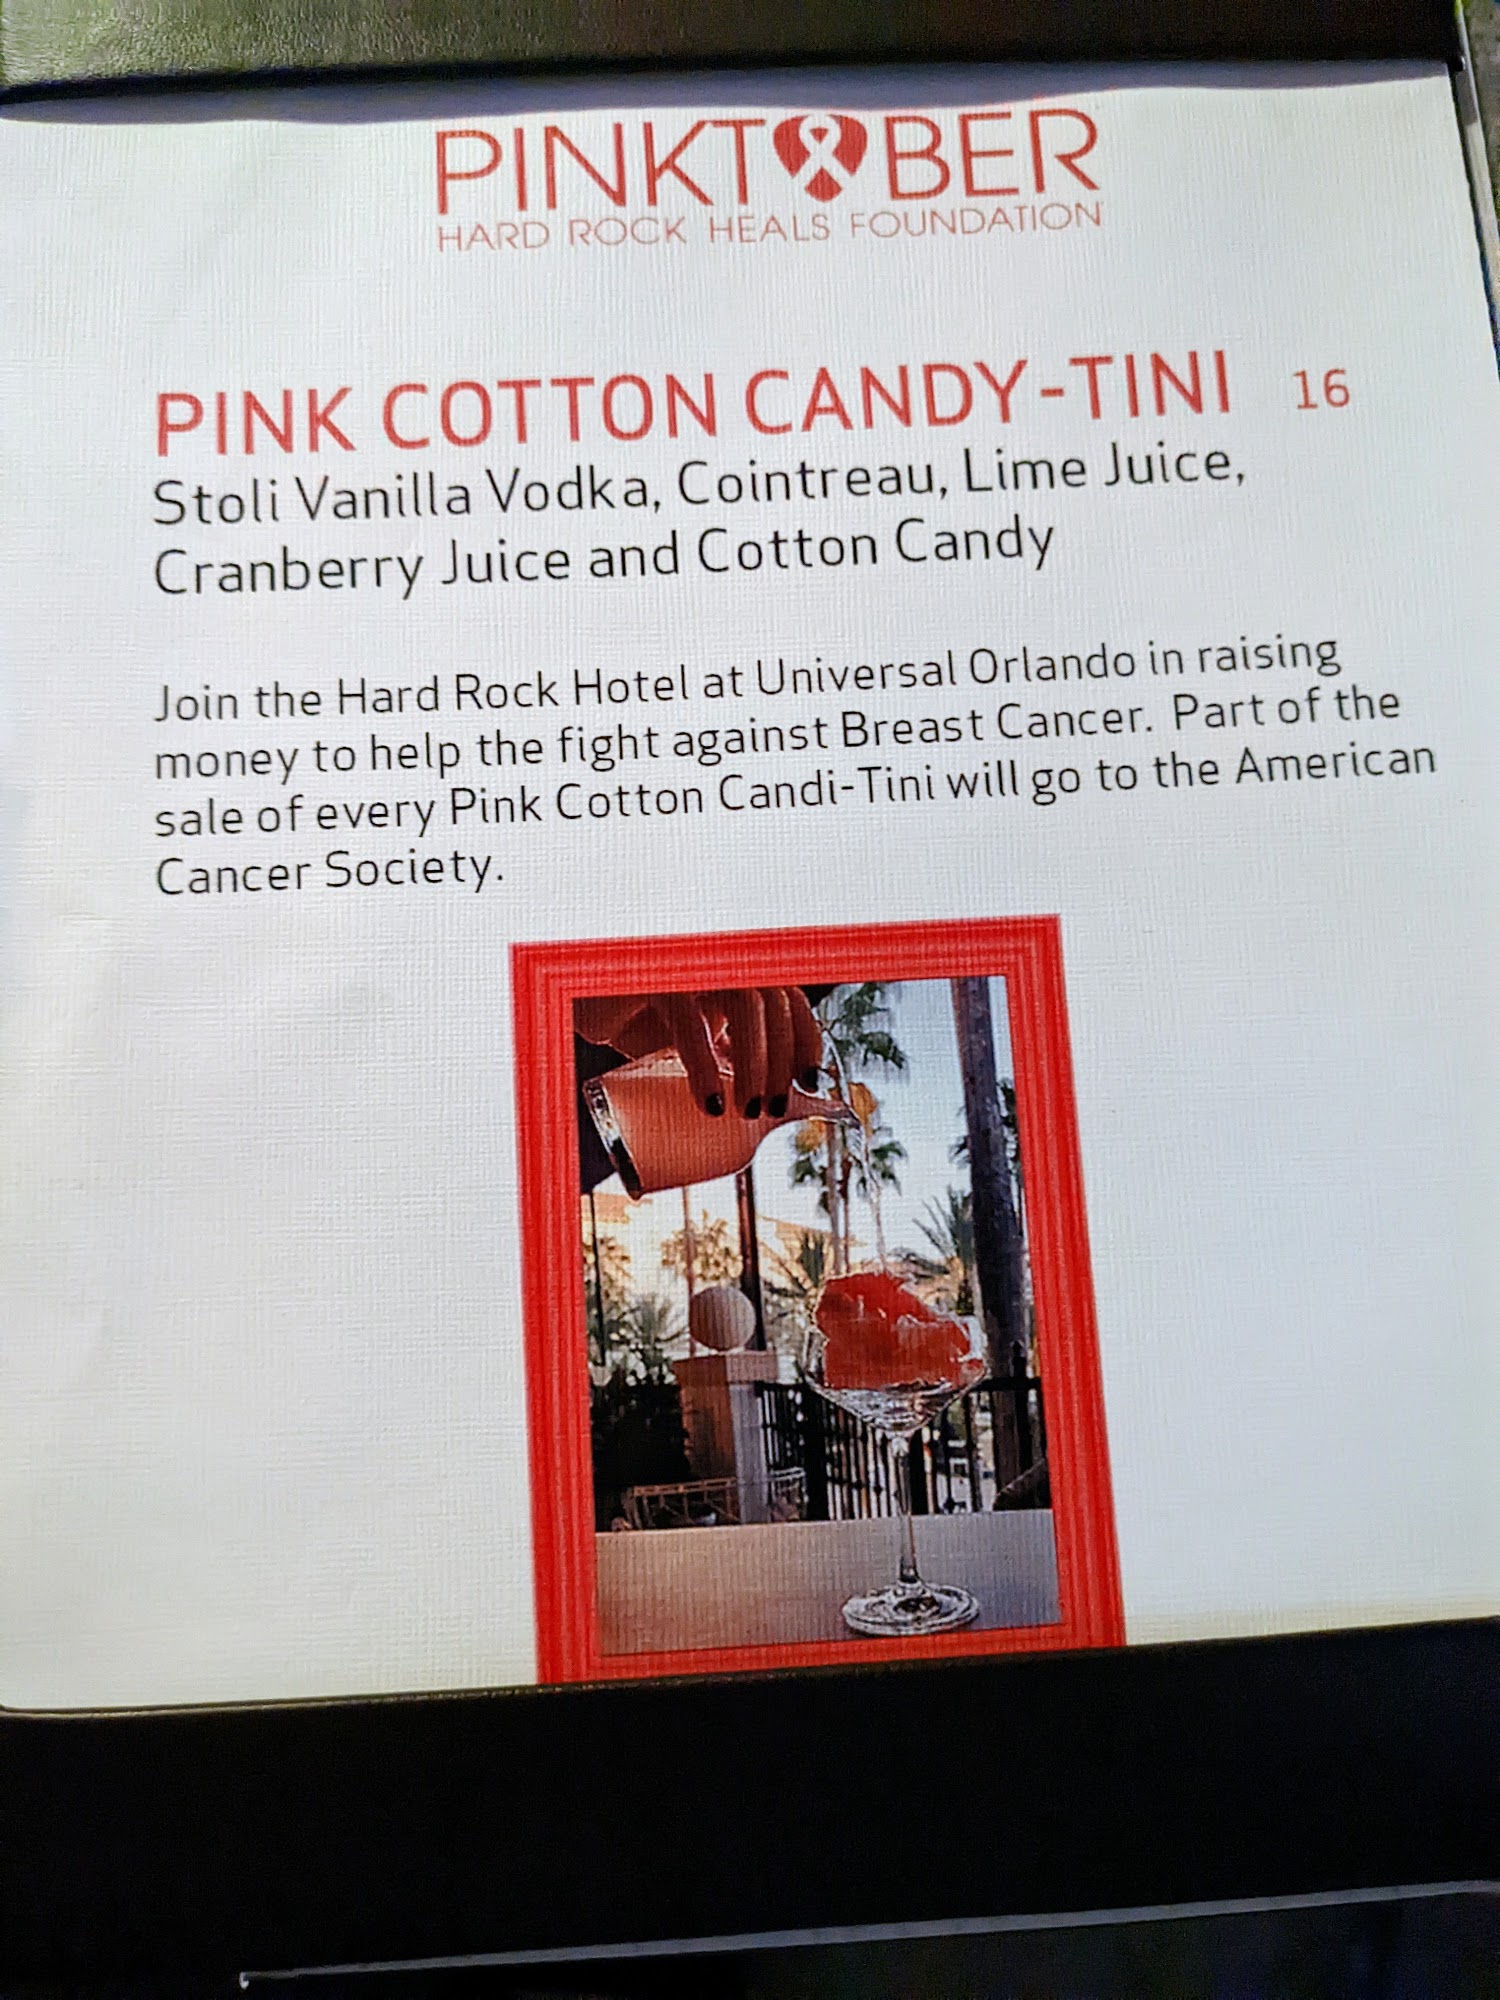 PINKTOBER
HARD ROCK HEALS FOUNDATION
PINK COTTON CANDY-TINI 16
Stoli Vanilla Vodka, Cointreau, Lime Juice,
Cranberry Juice and Cotton Candy
Join the Hard Rock Hotel at Universal Orlando in raising
money to help the fight against Breast Cancer. Part of the
sale of every Pink Cotton Candi-Tini will go to the American
Cancer Society.